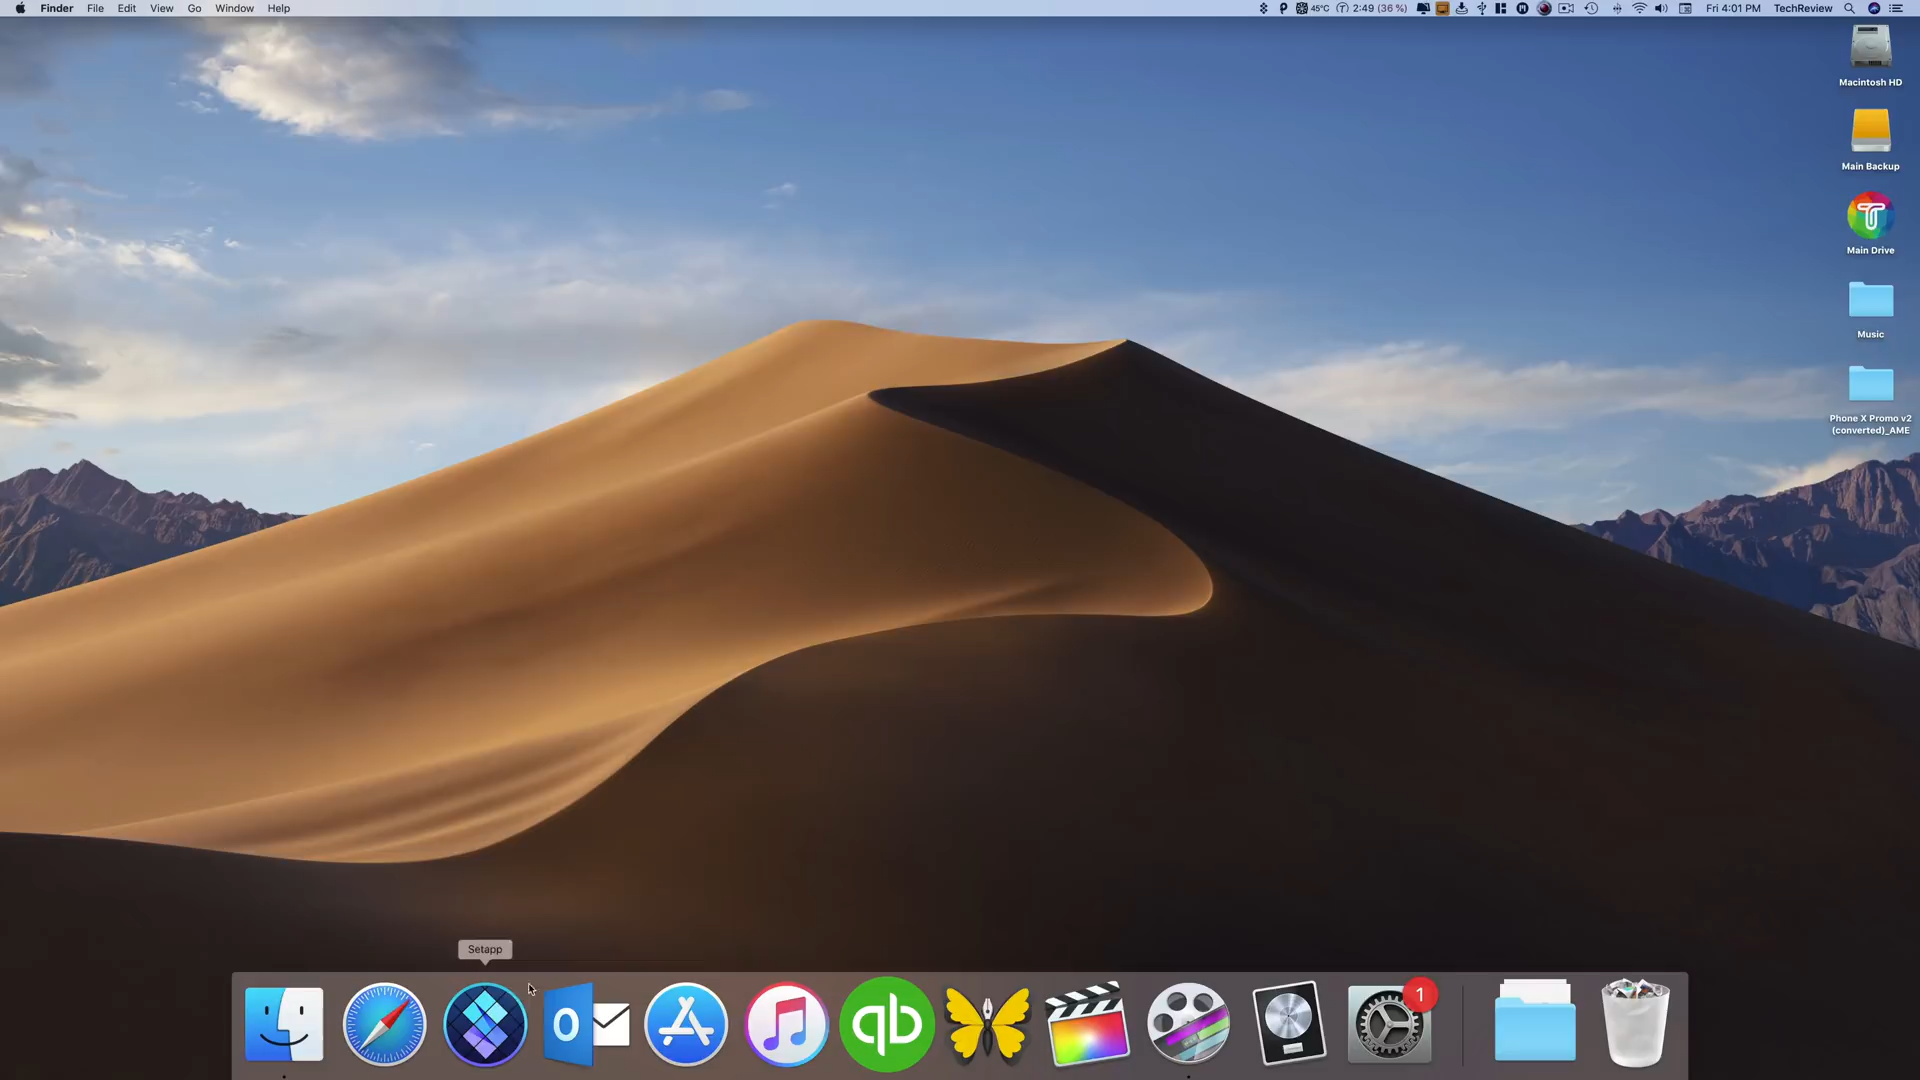 Finder File Edit View Go Window Help
45°C 2:49 (36 %) Fri 4:01 PM TechReview
Macintosh HD
Main Backup
Main Drive
Music
Phone X Promo v2
(converted)_AME
Setapp
O
qb
1